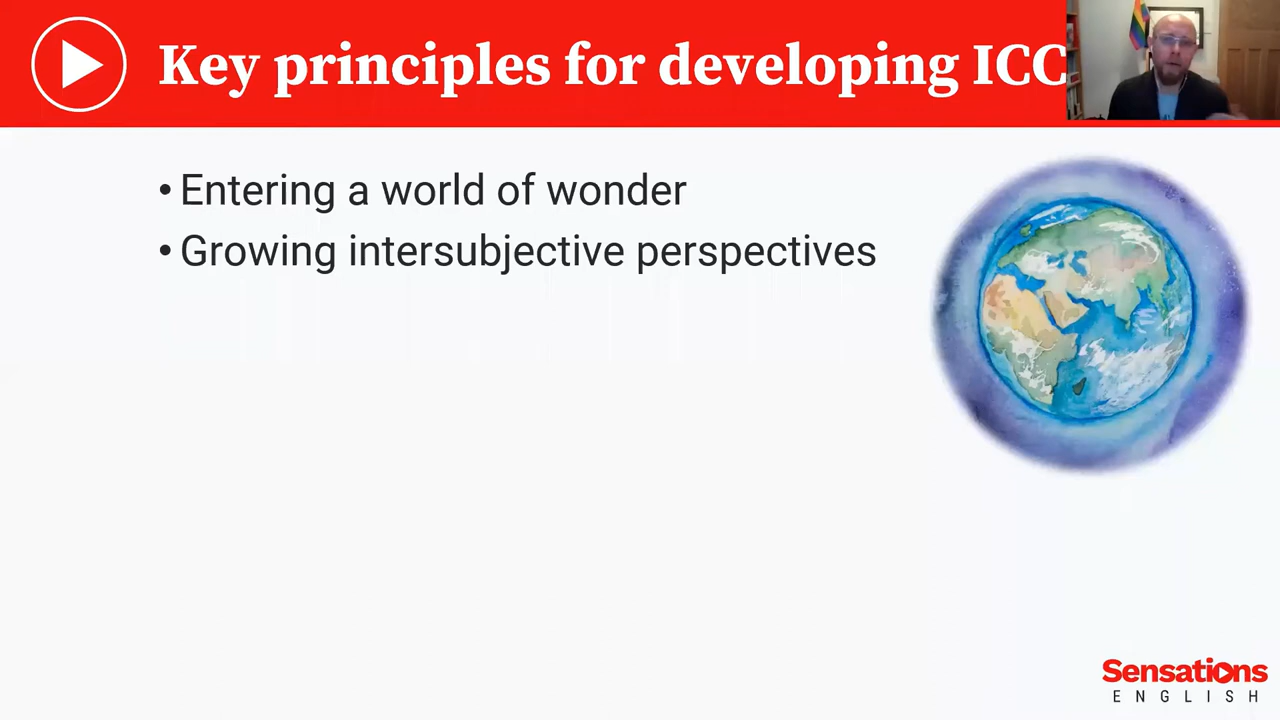 Key principles for developing ICC
• Entering a world of wonder
• Growing intersubjective perspectives
Sensations
ENGLISH